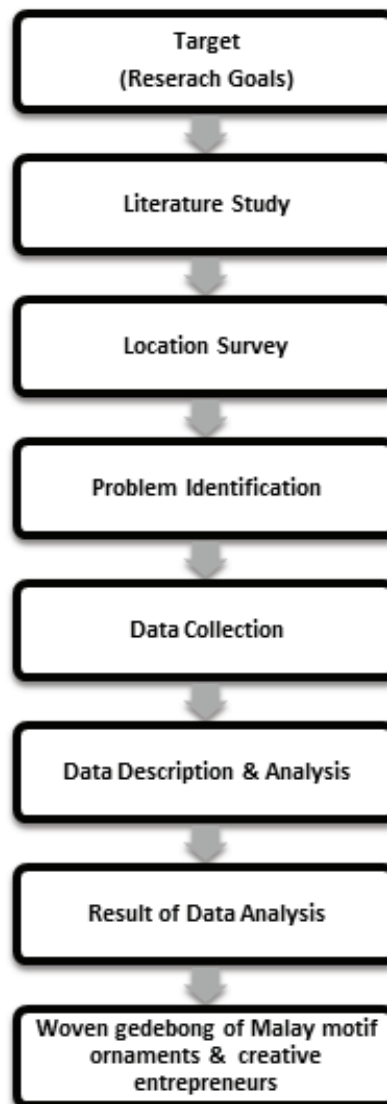 Target
(Reserach Goals)
Literature Study
Location Survey
Problem Identification
Data Collection
Data Description & Analysis
Result of Data Analysis
Woven gedebong of Malay motif
ornaments & creative
entrepreneurs